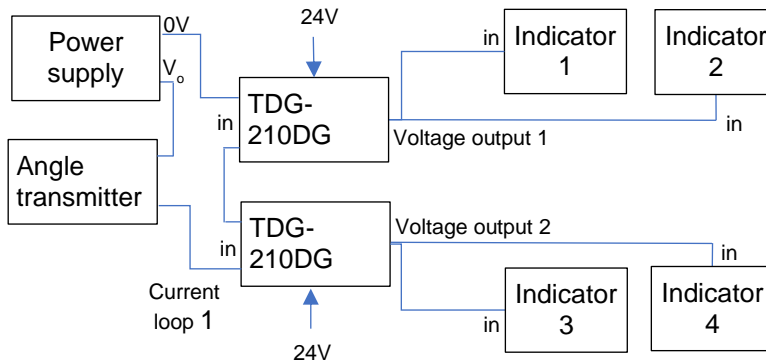 0V
24V
Power
supply
V_o
in
Indicator
1
Indicator
2
TDG-
210DG
in
in
Voltage output 1
Angle
transmitter
TDG-
210DG
in
Voltage output 2
in
Current
loop 1
in
Indicator
3
Indicator
4
24V